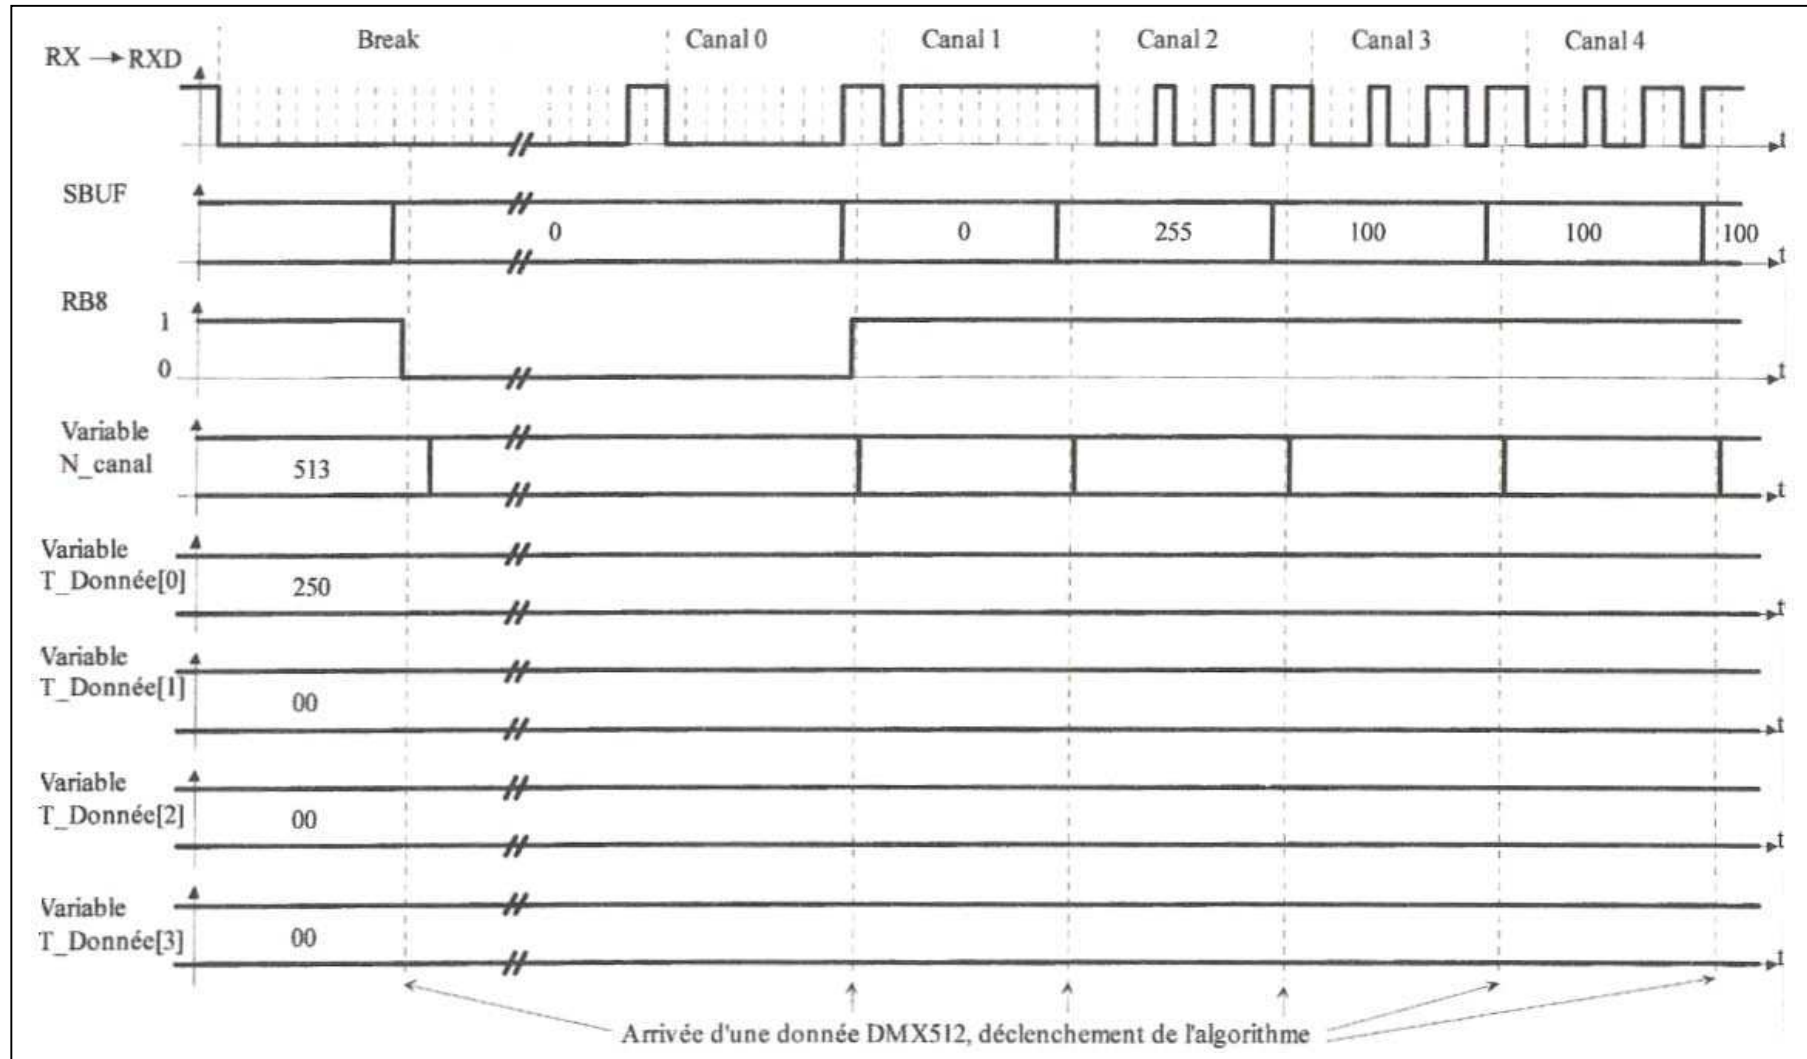 Break Canal 0 Canal 1 Canal 2 Canal 3 Canal 4
RX → RXD
t
SBUF
0 0 255 100 100 100
t
RB8
1
0
t
Variable
N_canal
513
t
Variable
T_Donnée[0]
250
t
Variable
T_Donnée[1]
00
t
Variable
T_Donnée[2]
00
t
Variable
T_Donnée[3]
00
t
Arrivée d'une donnée DMX512, déclenchement de l'algorithme